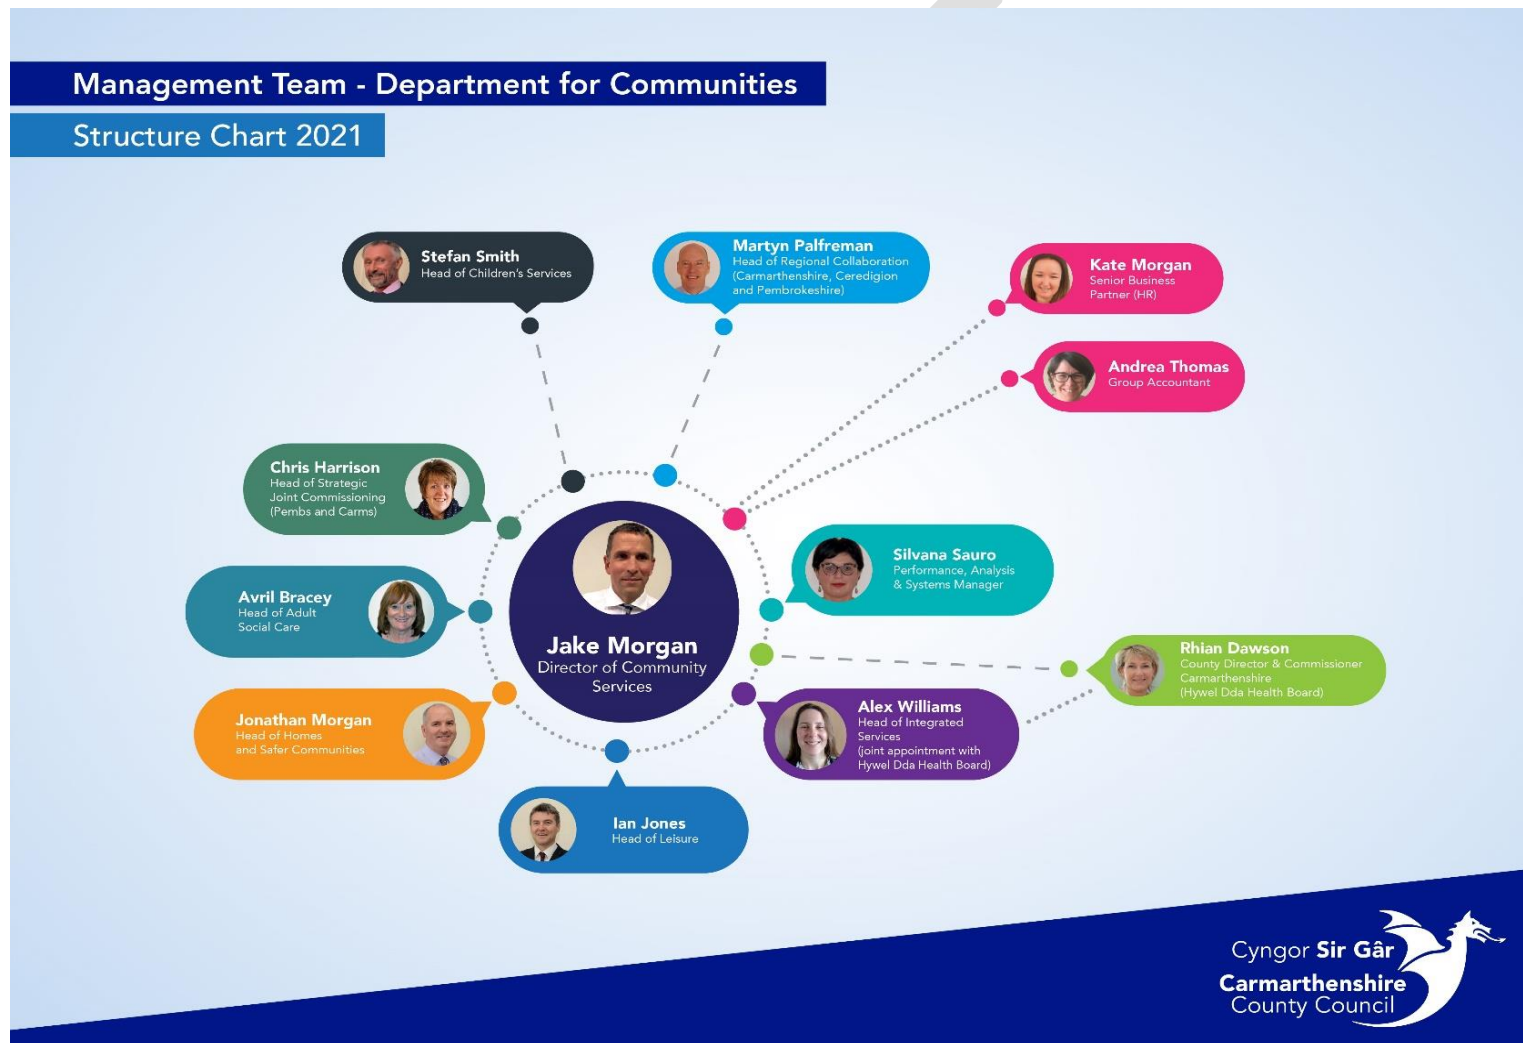 Management Team - Department for Communities
Structure Chart 2021
Stefan Smith
Head of Children's Services
Martyn Palfreman
Head of Regional Collaboration
(Carmarthenshire, Ceredigion
and Pembrokeshire)
Kate Morgan
Senior Business
Partner (HR)
Andrea Thomas
Group Accountant
Chris Harrison
Head of Strategic
Joint Commissioning
(Pembs and Carms)
Silvana Sauro
Performance, Analysis
& Systems Manager
Avril Bracey
Head of Adult
Social Care
Jake Morgan
Director of Community
Services
Rhian Dawson
County Director & Commissioner
Carmarthenshire
(Hywel Dda Health Board)
Jonathan Morgan
Head of Homes
and Safer Communities
Alex Williams
Head of Integrated
Services
(joint appointment with
Hywel Dda Health Board)
Ian Jones
Head of Leisure
Cyngor Sir Gâr
Carmarthenshire
County Council